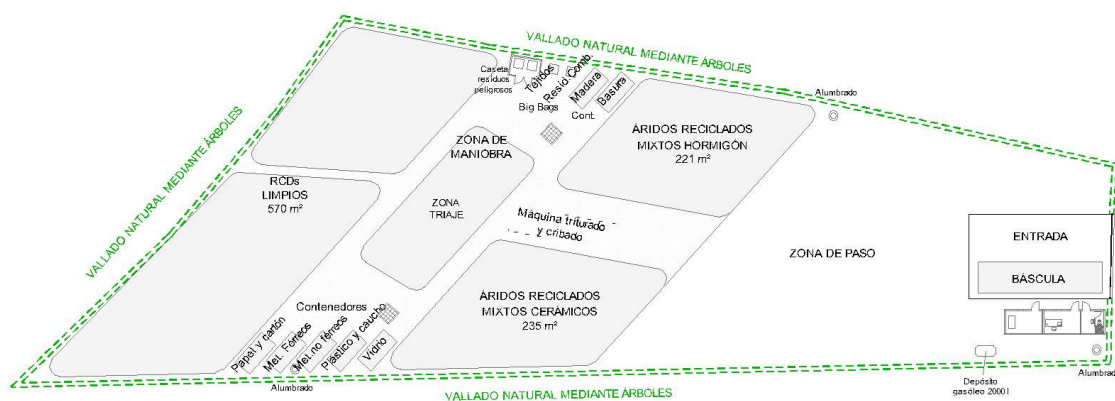 VALLADO NATURAL MEDIANTE ÁRBOLES
VALLADO NATURAL MEDIANTE ÁRBOLES
Caseta
residuos
peligrosos
Tejidos
Resid.Comb.
Madera
Basura
Big Bags
Cont.
Alumbrado
ZONA DE
MANIOBRA
ÁRIDOS RECICLADOS
MIXTOS HORMIGÓN
221 m²
RCDs
LIMPIOS
570 m²
ZONA
TRIAJE
Máquina triturado
y cribado
ZONA DE PASO
ENTRADA
BÁSCULA
ÁRIDOS RECICLADOS
MIXTOS CERÁMICOS
235 m²
Contenedores
Papel y cartón
Met. Férreos
Met.no férreos
Plástico y caucho
Vidrio
Alumbrado
Depósito
gasóleo 2000 l
Alumbrado
VALLADO NATURAL MEDIANTE ÁRBOLES